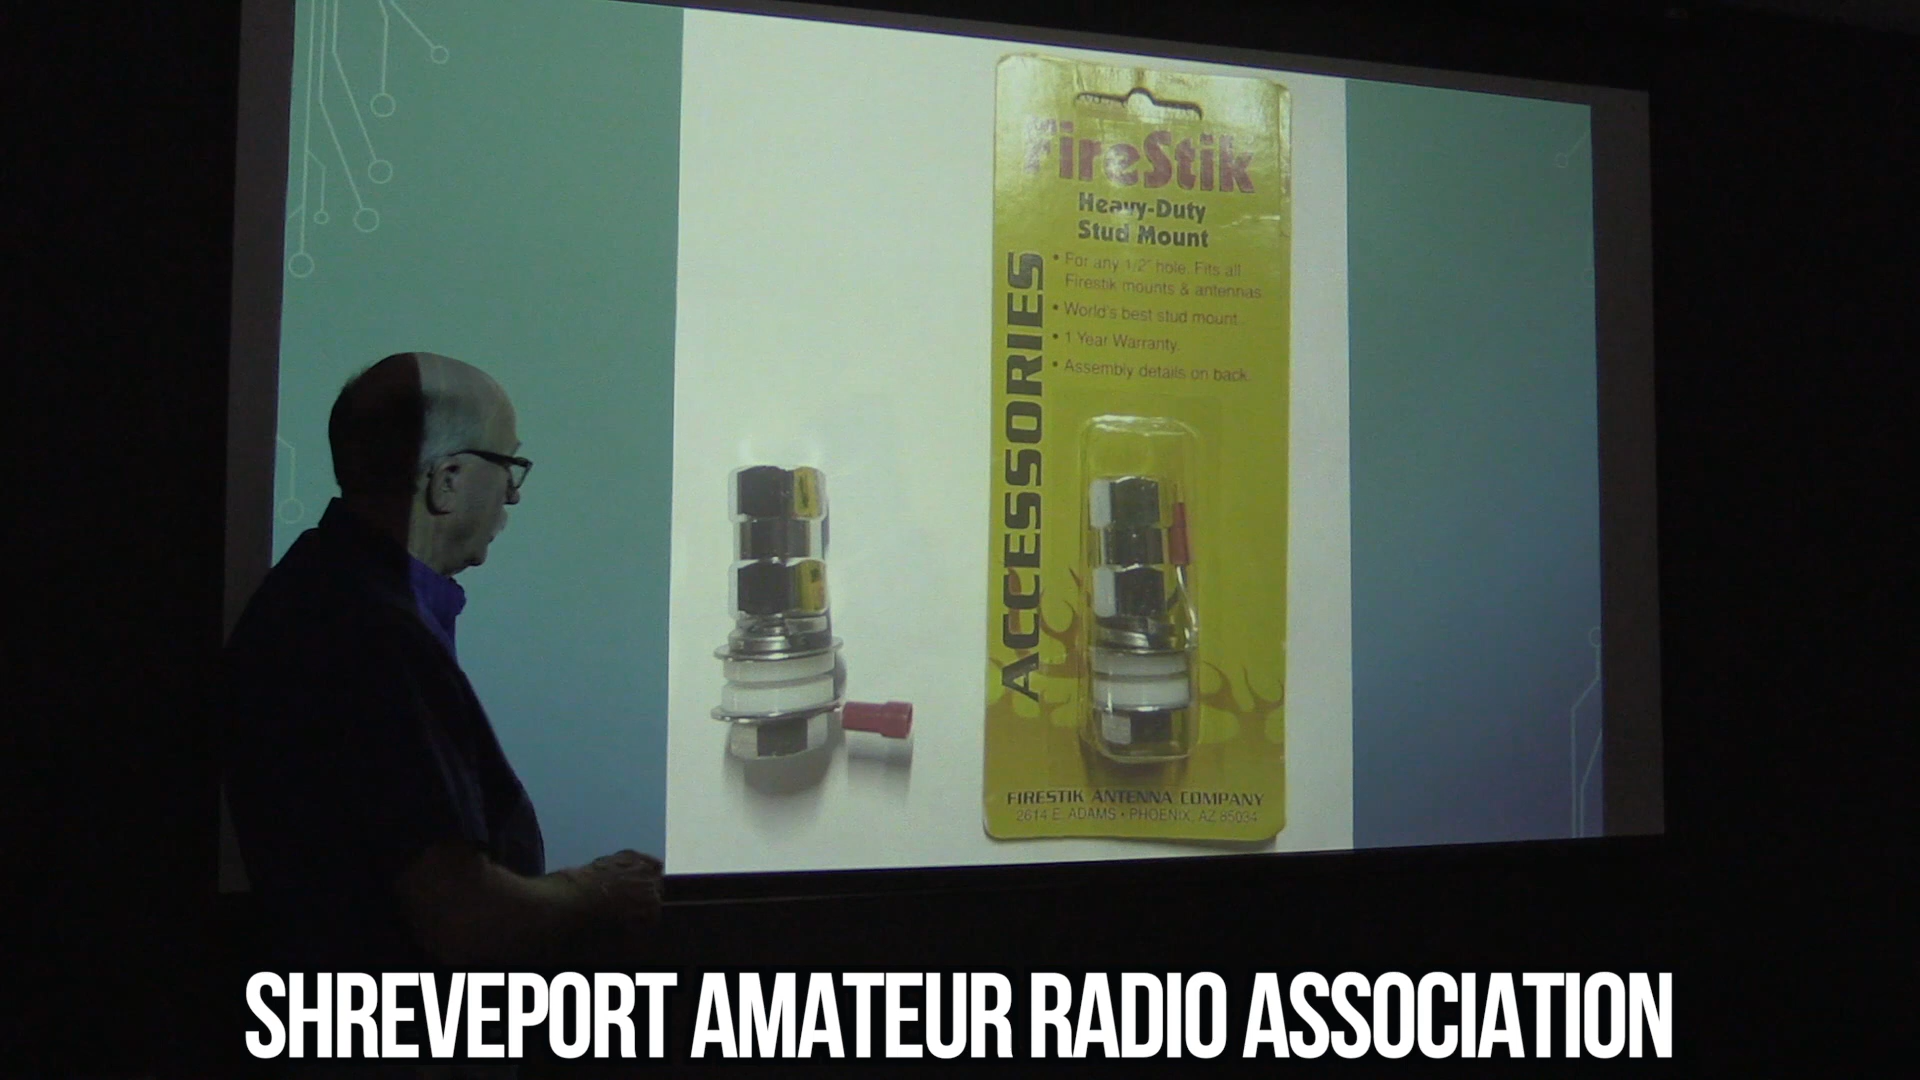 FireStik
Heavy-Duty
Stud Mount
• For any 1/2" hole. Fits all
Firestik mounts & antennas.
• World's best stud mount.
• 1 Year Warranty.
• Assembly details on back.
ACCESSORIES
FIRESTIK ANTENNA COMPANY
2614 E. ADAMS • PHOENIX, AZ 85034
SHREVEPORT AMATEUR RADIO ASSOCIATION